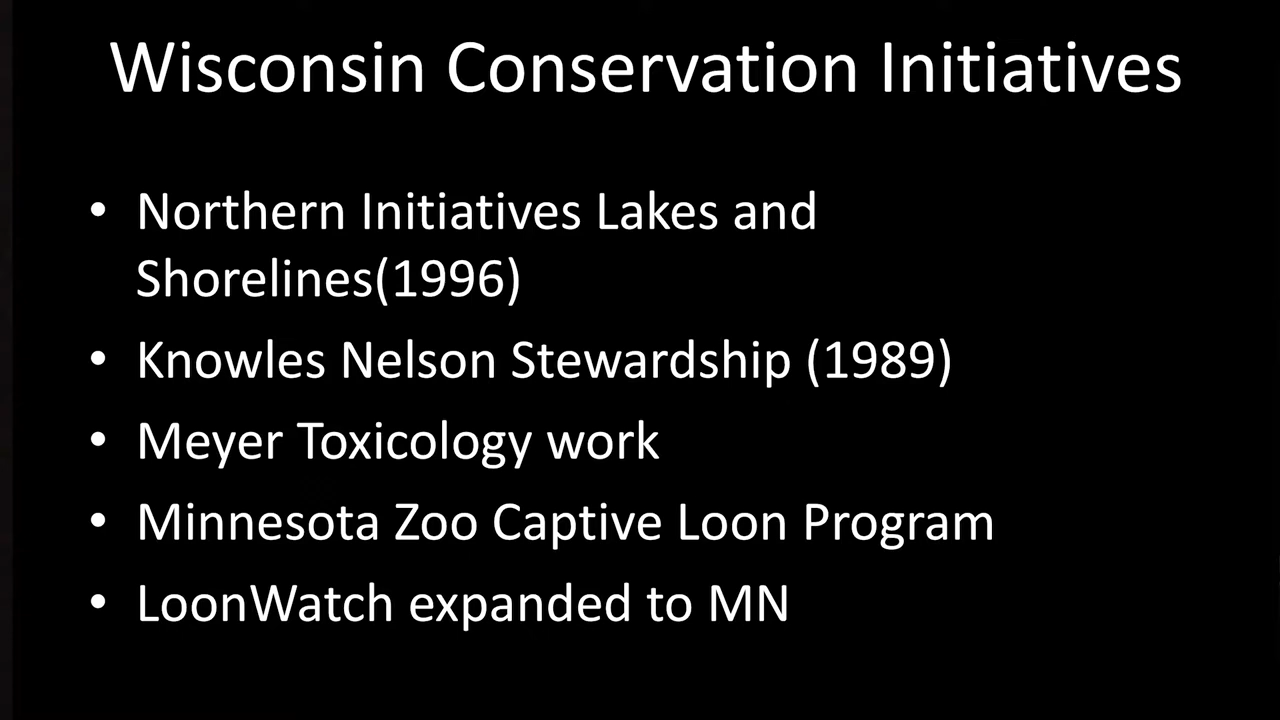 Wisconsin Conservation Initiatives
• Northern Initiatives Lakes and
Shorelines(1996)
• Knowles Nelson Stewardship (1989)
• Meyer Toxicology work
• Minnesota Zoo Captive Loon Program
• LoonWatch expanded to MN